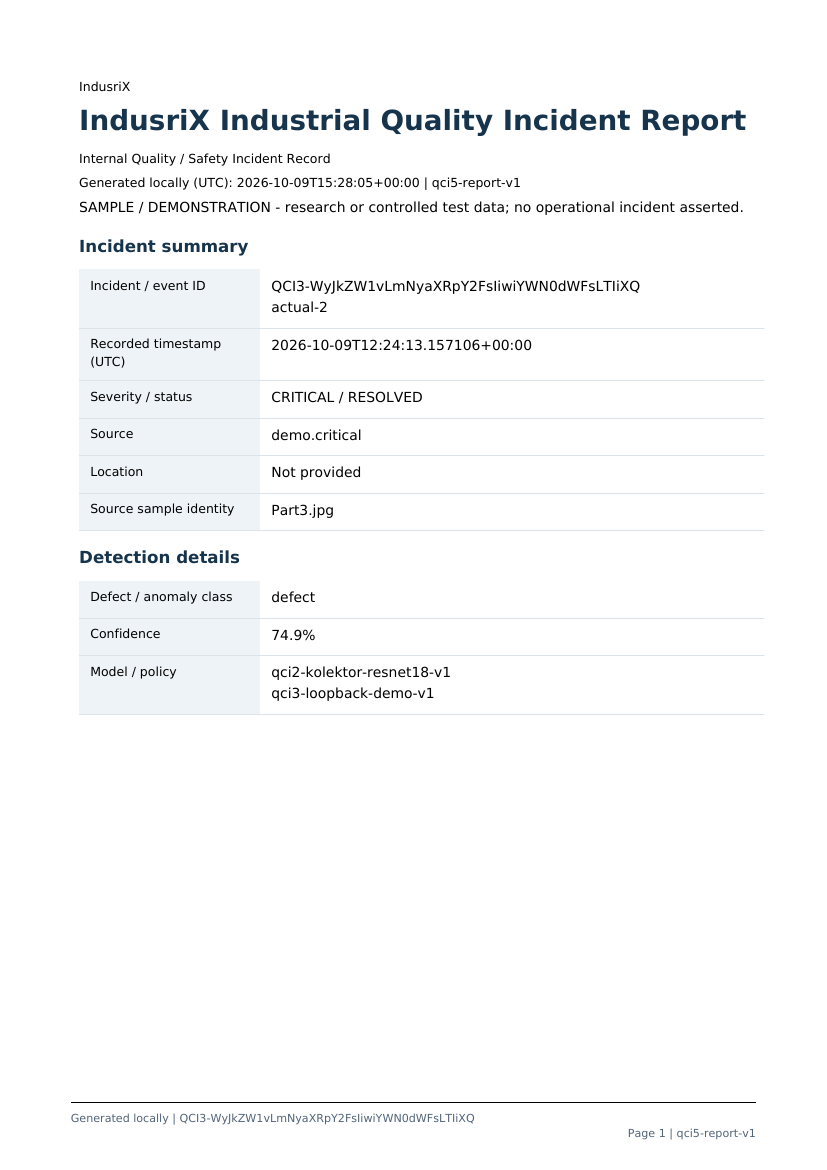 IndusriX
IndusriX Industrial Quality Incident Report
Internal Quality / Safety Incident Record
Generated locally (UTC): 2026-10-09T15:28:05+00:00 | qci5-report-v1
SAMPLE / DEMONSTRATION - research or controlled test data; no operational incident asserted.
Incident summary
Incident / event ID
QCI3-WyJkZW1vLmNyaXRpY2FsIiwiYWN0dWFsLTIiXQ
actual-2
Recorded timestamp
(UTC)
2026-10-09T12:24:13.157106+00:00
Severity / status
CRITICAL / RESOLVED
Source
demo.critical
Location
Not provided
Source sample identity
Part3.jpg
Detection details
Defect / anomaly class
defect
Confidence
74.9%
Model / policy
qci2-kolektor-resnet18-v1
qci3-loopback-demo-v1
Generated locally | QCI3-WyJkZW1vLmNyaXRpY2FsIiwiYWN0dWFsLTIiXQ
Page 1 | qci5-report-v1